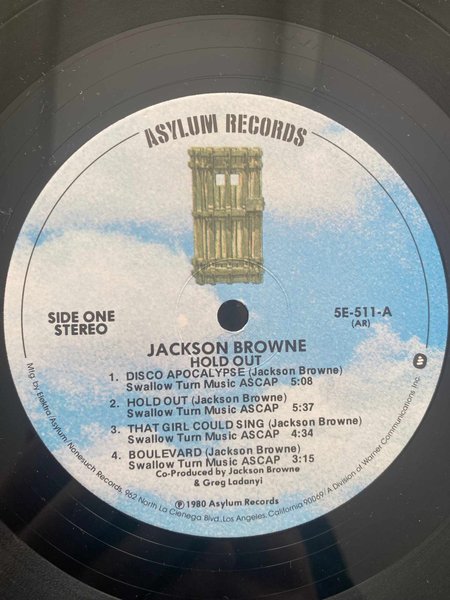 ASYLUM RECORDS
SIDE ONE
STEREO
5E-511-A
(AR)
JACKSON BROWNE
HOLD OUT
1. DISCO APOCALYPSE (Jackson Browne)
Swallow Turn Music ASCAP 5:08
2. HOLD OUT (Jackson Browne)
Swallow Turn Music ASCAP 5:37
3. THAT GIRL COULD SING (Jackson Browne)
Swallow Turn Music ASCAP 4:34
4. BOULEVARD (Jackson Browne)
Swallow Turn Music ASCAP 3:15
Co-Produced by Jackson Browne
& Greg Ladanyi
℗ 1980 Asylum Records
Mfg. by Elektra/Asylum/Nonesuch Records, 962 North La Cienega Blvd., Los Angeles, California 90069/A Division of Warner Communications Inc.